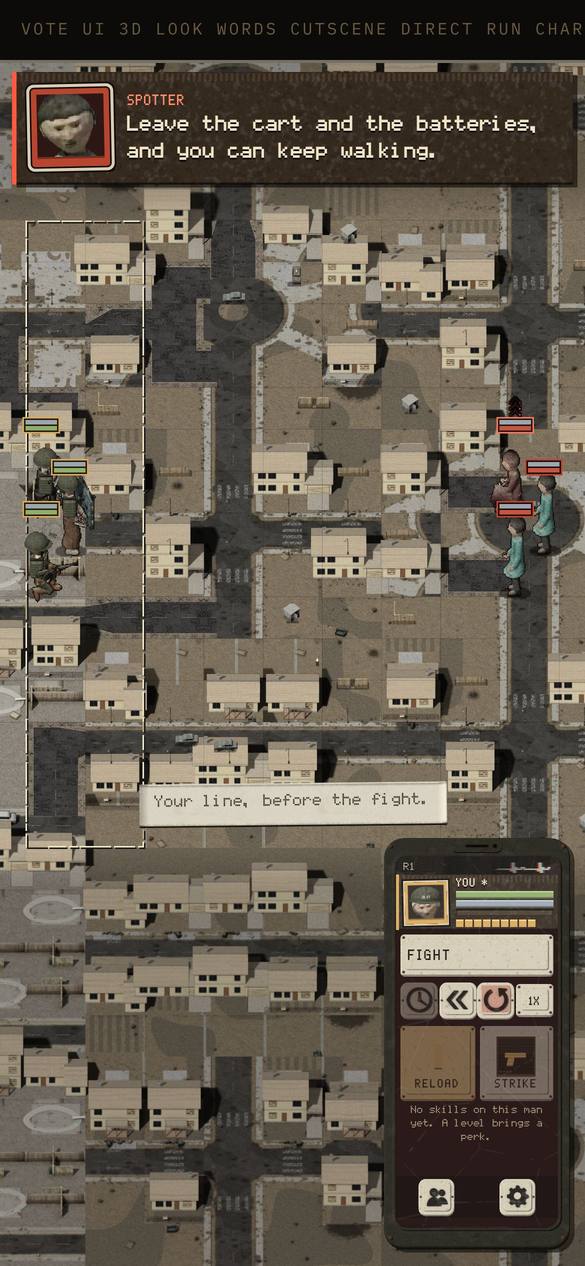 VOTE UI 3D LOOK WORDS CUTSCENE DIRECT RUN CHAR
SPOTTER
Leave the cart and the batteries,
and you can keep walking.
Your line, before the fight.
R1
YOU *
FIGHT
1X
RELOAD
STRIKE
No skills on this man
yet. A level brings a
perk.